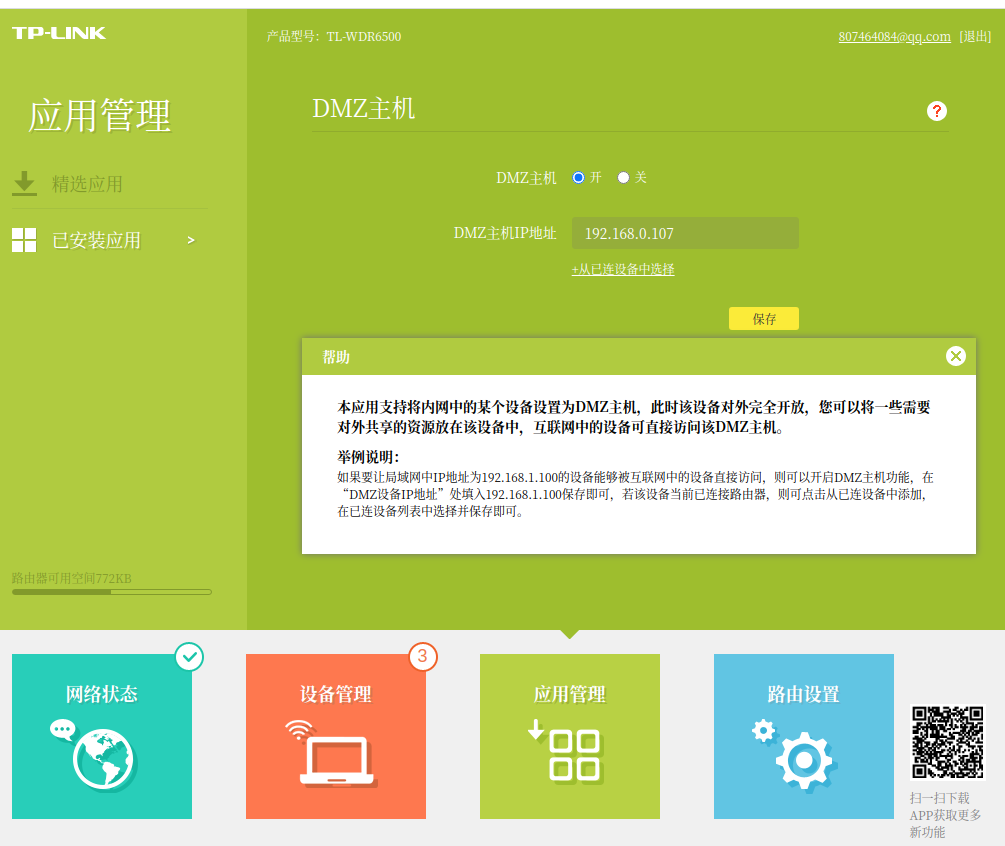 TP-LINK
产品型号：TL-WDR6500
807464084@qq.com [退出]
应用管理
精选应用
已安装应用 >
DMZ主机
?
DMZ主机 开 关
DMZ主机IP地址 192.168.0.107
+从已连设备中选择
保存
帮助
本应用支持将内网中的某个设备设置为DMZ主机，此时该设备对外完全开放，您可以将一些需要
对外共享的资源放在该设备中，互联网中的设备可直接访问该DMZ主机。
举例说明：
如果要让局域网中IP地址为192.168.1.100的设备能够被互联网中的设备直接访问，则可以开启DMZ主机功能，在
“DMZ设备IP地址”处填入192.168.1.100保存即可，若该设备当前已连接路由器，则可点击从已连设备中添加，
在已连设备列表中选择并保存即可。
路由器可用空间772KB
网络状态
3
设备管理
应用管理
路由设置
扫一扫下载
APP获取更多
新功能